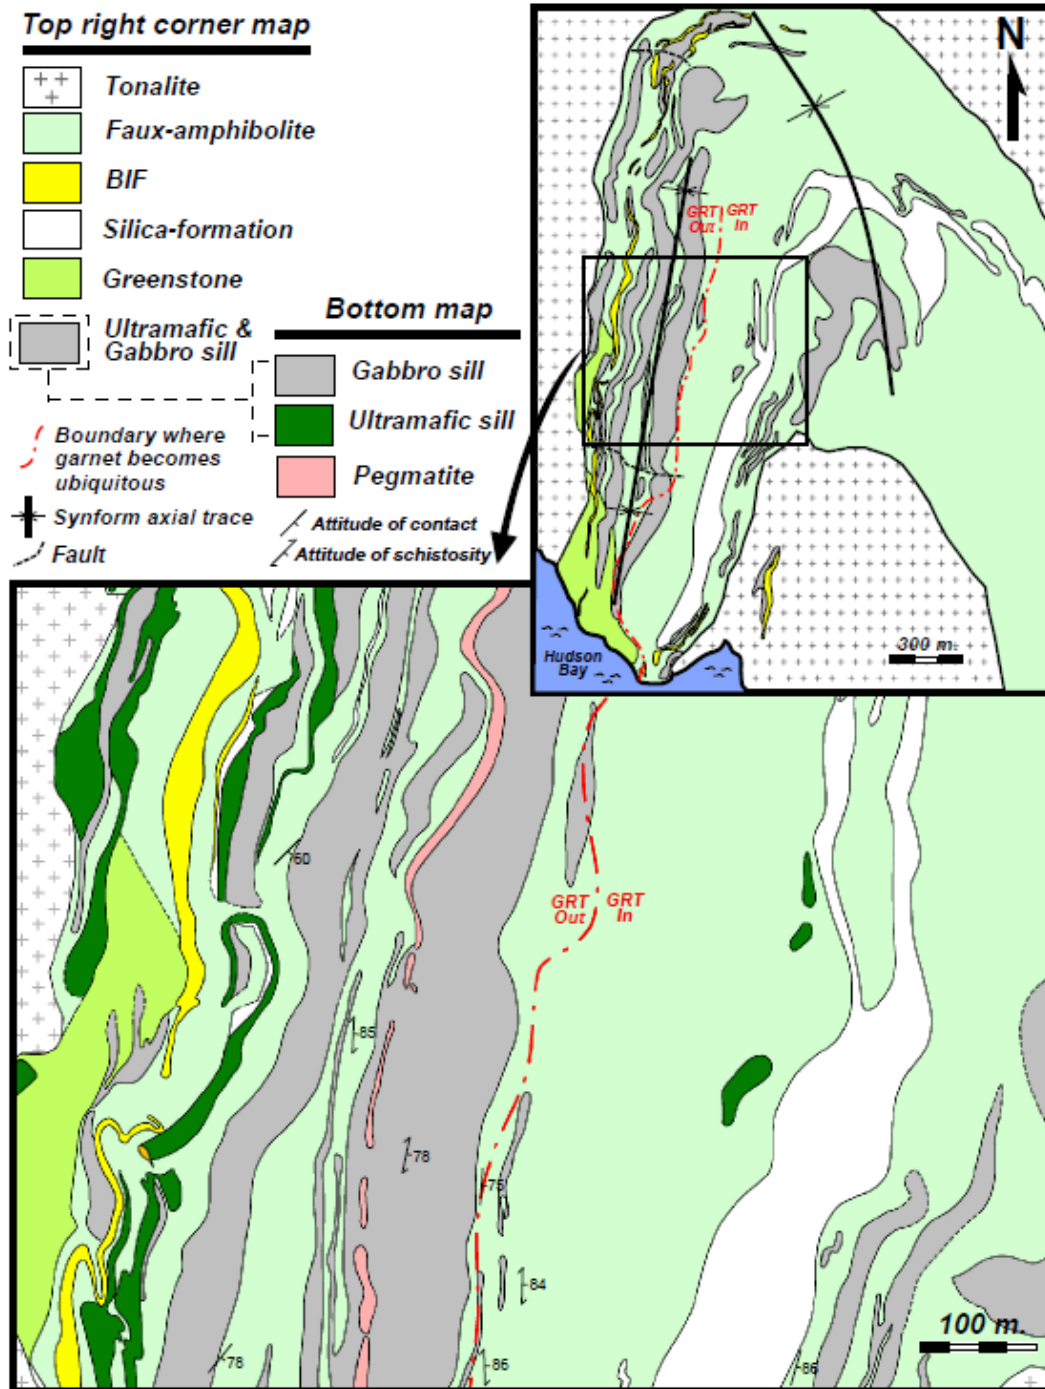 Top right corner map
Tonalite
Faux-amphibolite
BIF
Silica-formation
Greenstone
Ultramafic &
Gabbro sill
Boundary where
garnet becomes
ubiquitous
Synform axial trace
Fault
Bottom map
Gabbro sill
Ultramafic sill
Pegmatite
Attitude of contact
Attitude of schistosity
N
GRT
Out
GRT
In
Hudson
Bay
300 m.
60
GRT
Out
GRT
In
85
78
75
84
78
86
86
100 m.